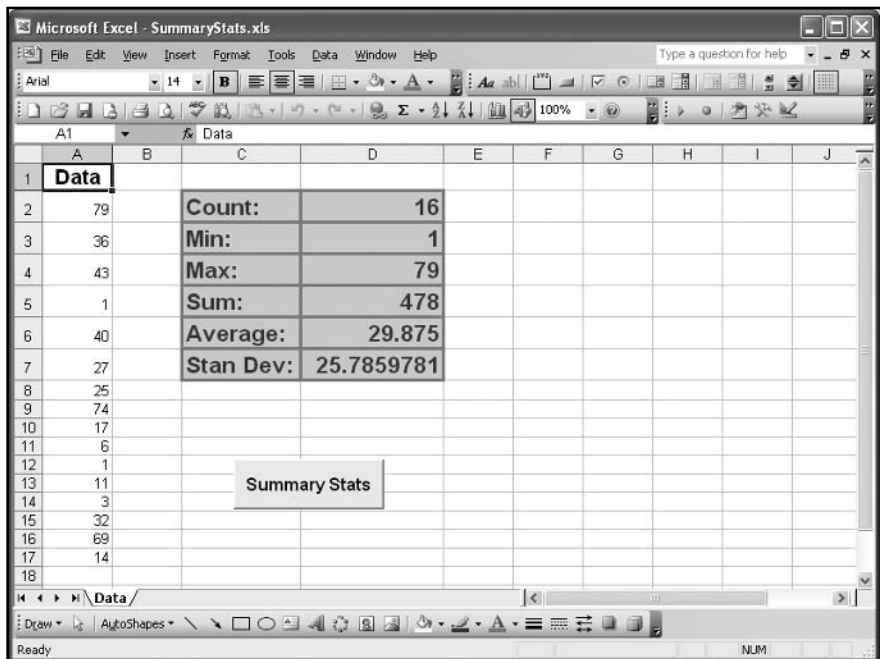 Microsoft Excel - SummaryStats.xls
File Edit View Insert Format Tools Data Window Help Type a question for help
Arial 14 B A Aa ab|
Σ 100%
A1 fx Data
A B C D E F G H I J
1 Data
2 79 Count: 16
3 36 Min: 1
4 43 Max: 79
5 1 Sum: 478
6 40 Average: 29.875
7 27 Stan Dev: 25.7859781
8 25
9 74
10 17
11 6
12 1
13 11 Summary Stats
14 3
15 32
16 69
17 14
18
Data
Draw AutoShapes A
Ready NUM